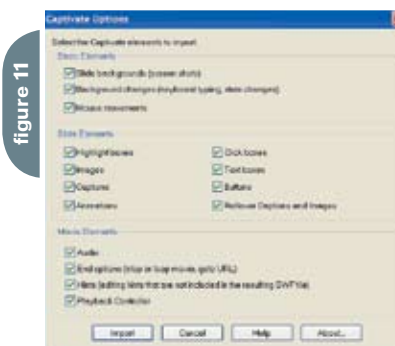 figure 11
Captivate Options
Select the Captivate elements to import
Basic Elements
Slide backgrounds (screen shots)
Background changes (keyboard typing, state changes)
Mouse movements
Slide Elements
Highlight boxes
Click boxes
Images
Text boxes
Captions
Buttons
Animations
Rollover Captions and Images
Movie Elements
Audio
End options (stop or loop movie, goto URL)
Hints (editing hints that are not included in the resulting SWF file)
Playback Controller
Import Cancel Help About...